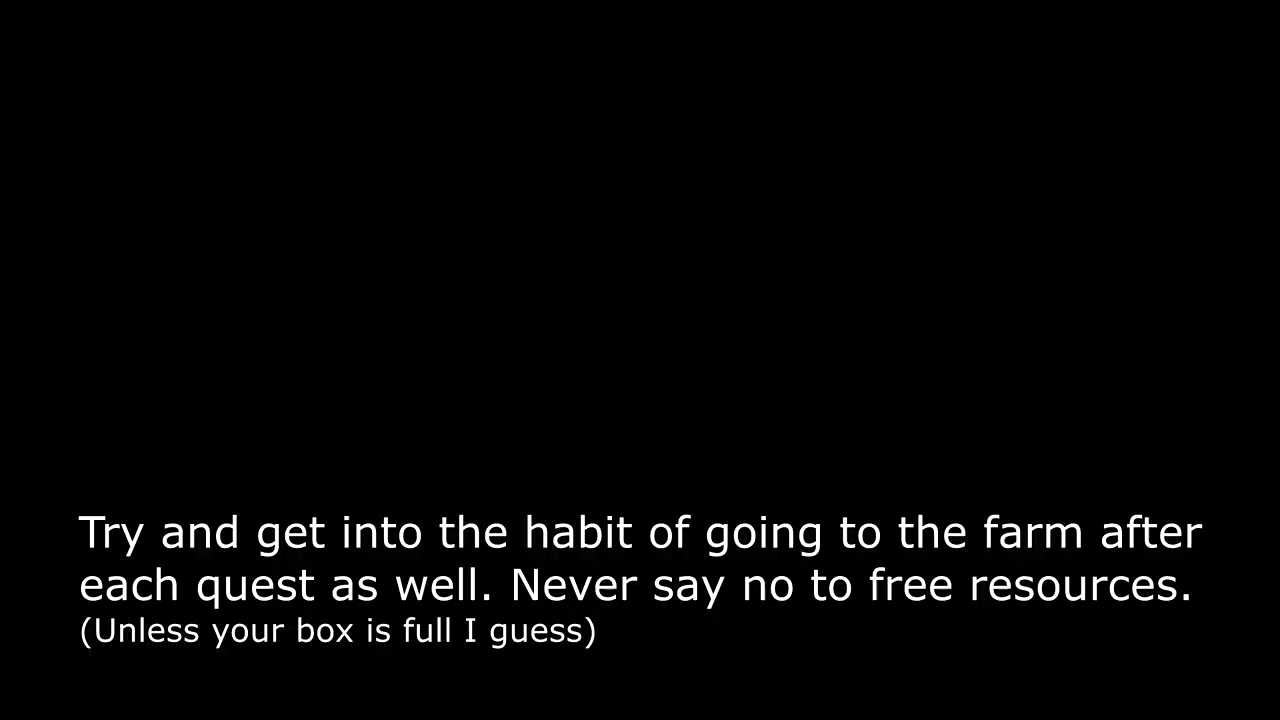 Try and get into the habit of going to the farm after
each quest as well. Never say no to free resources.
(Unless your box is full I guess)